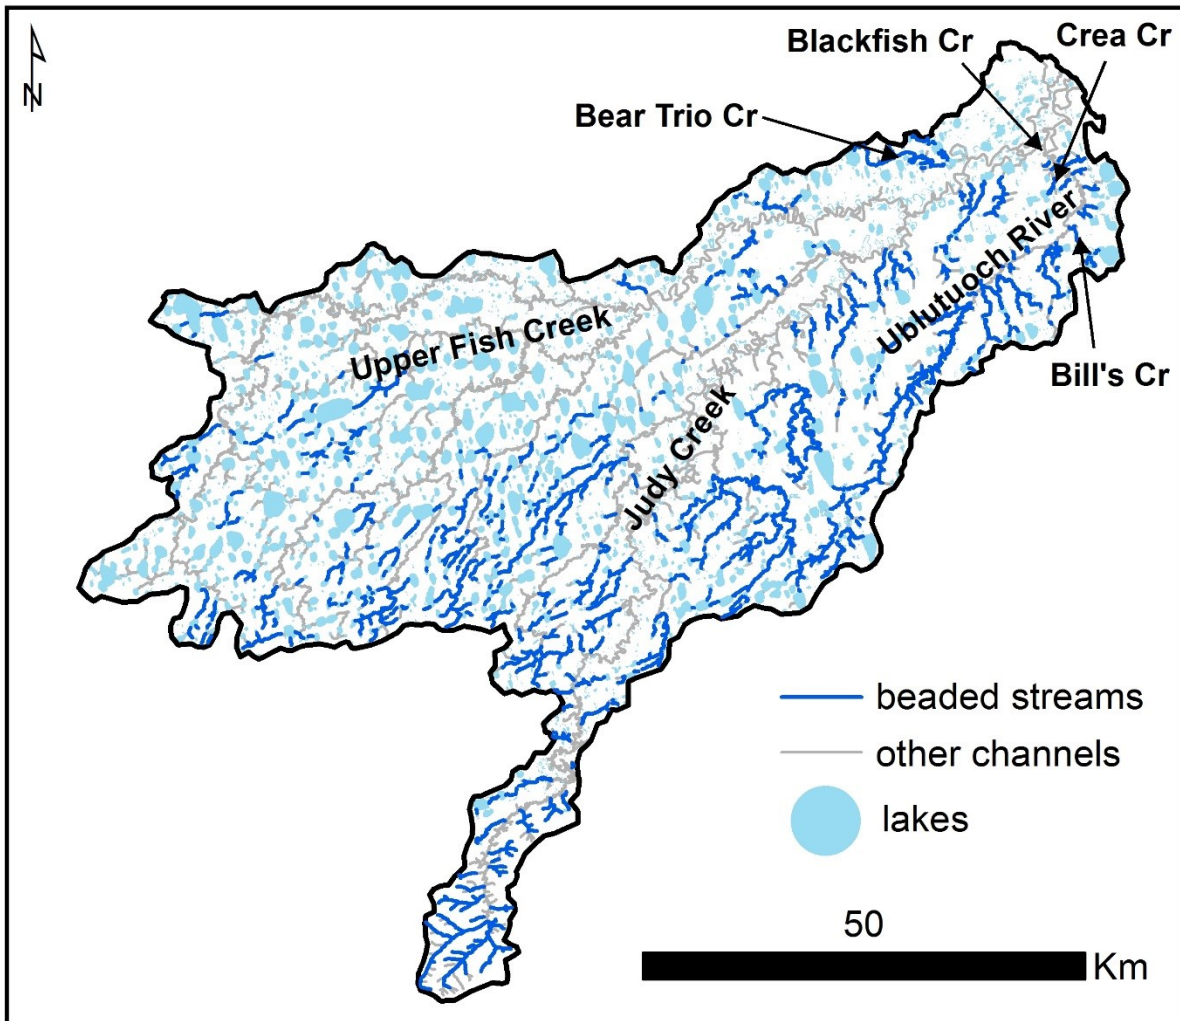 N
Blackfish Cr
Crea Cr
Bear Trio Cr
Ublutuoch River
Upper Fish Creek
Bill's Cr
Judy Creek
beaded streams
other channels
lakes
50
Km